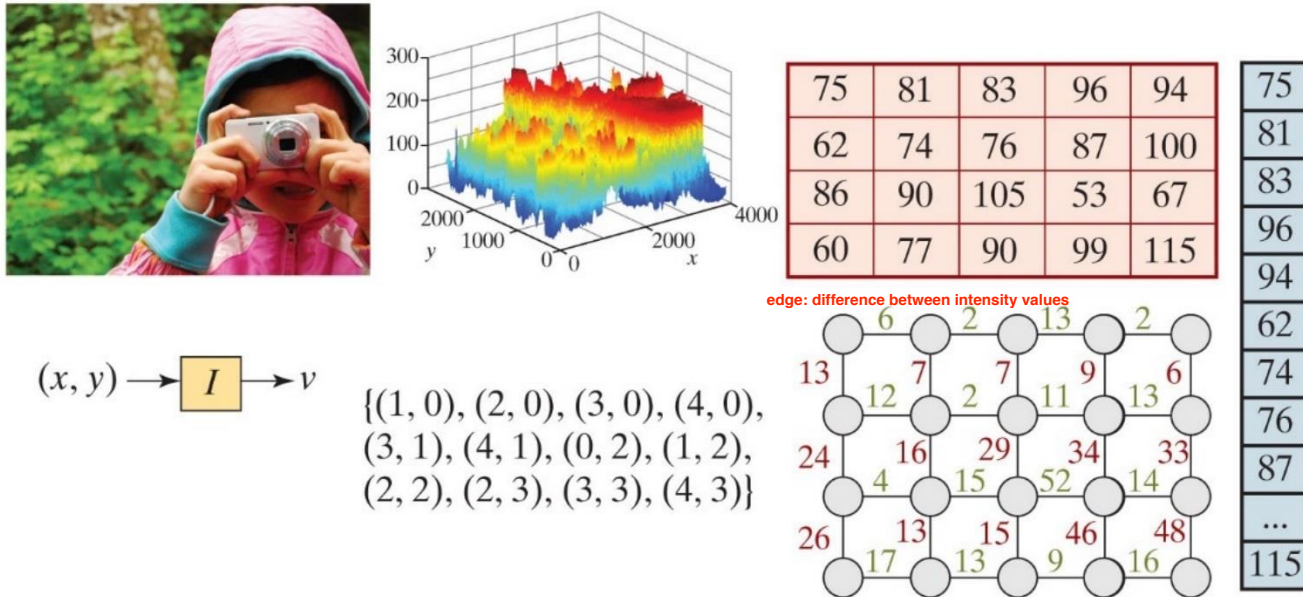 300
200
100
0
2000
1000
0
y
0
2000
4000
x
75 81 83 96 94
62 74 76 87 100
86 90 105 53 67
60 77 90 99 115
75
81
83
96
94
62
74
76
87
...
115
(x, y) I v
{(1, 0), (2, 0), (3, 0), (4, 0),
(3, 1), (4, 1), (0, 2), (1, 2),
(2, 2), (2, 3), (3, 3), (4, 3)}
edge: difference between intensity values
6 2 13 2
13 7 7 9 6
12 2 11 13
24 16 29 34 33
4 15 52 14
26 13 15 46 48
17 13 9 16